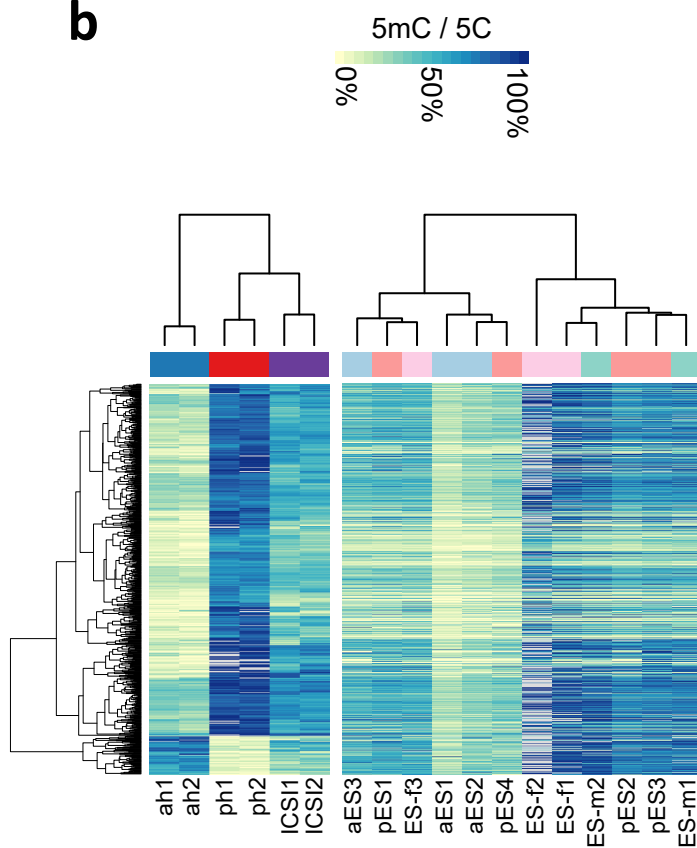 b
5mC / 5C
0%
50%
100%
ah1
ah2
ph1
ph2
ICSI1
ICSI2
aES3
pES1
ES-f3
aES1
aES2
pES4
ES-f2
ES-f1
ES-m2
pES2
pES3
ES-m1